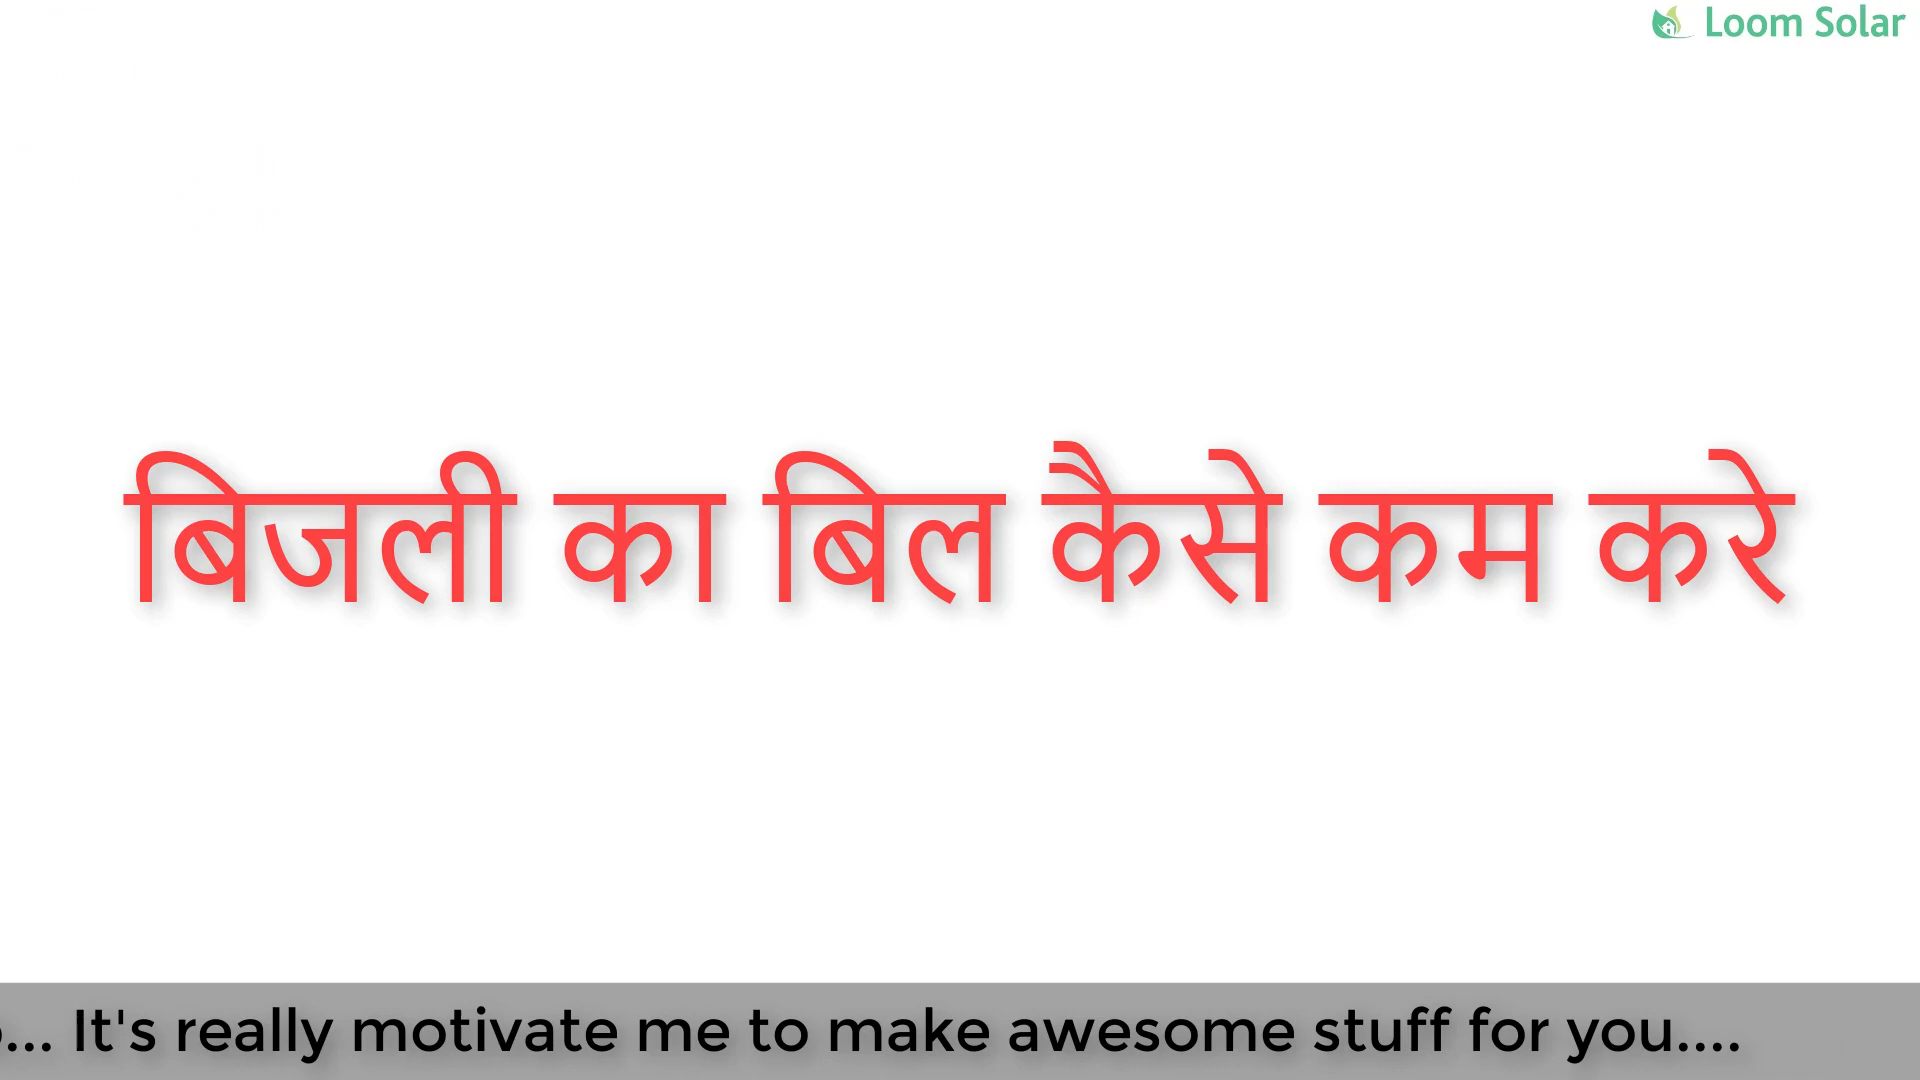 Loom Solar
बिजली का बिल कैसे कम करे
... It's really motivate me to make awesome stuff for you....